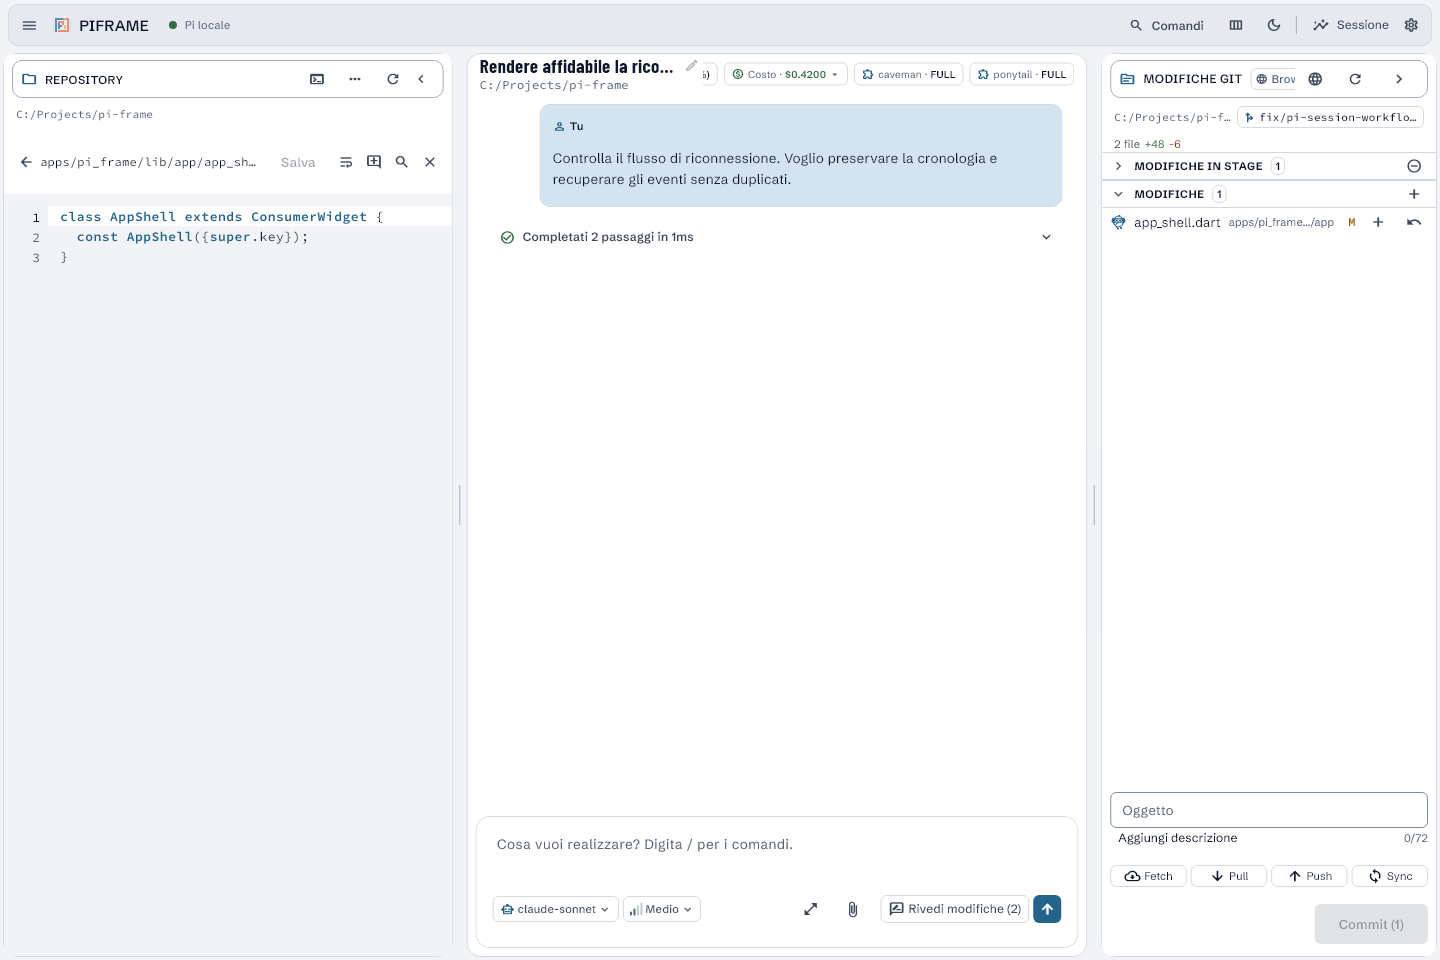 PIFRAME
Pi locale
Comandi
Sessione
REPOSITORY
C:/Projects/pi-frame
apps/pi_frame/lib/app/app_sh…
Salva
1 class AppShell extends ConsumerWidget {
2 const AppShell({super.key});
3 }
Rendere affidabile la rico…
C:/Projects/pi-frame
Costo · $0.4200
caveman · FULL
ponytail · FULL
Tu
Controlla il flusso di riconnessione. Voglio preservare la cronologia e
recuperare gli eventi senza duplicati.
Completati 2 passaggi in 1ms
Cosa vuoi realizzare? Digita / per i comandi.
claude-sonnet
Medio
Rivedi modifiche (2)
MODIFICHE GIT
Brow
C:/Projects/pi-f…
fix/pi-session-workflo…
2 file +48 -6
MODIFICHE IN STAGE 1
MODIFICHE 1
app_shell.dart apps/pi_frame…/app M
Oggetto
Aggiungi descrizione
0/72
Fetch
Pull
Push
Sync
Commit (1)